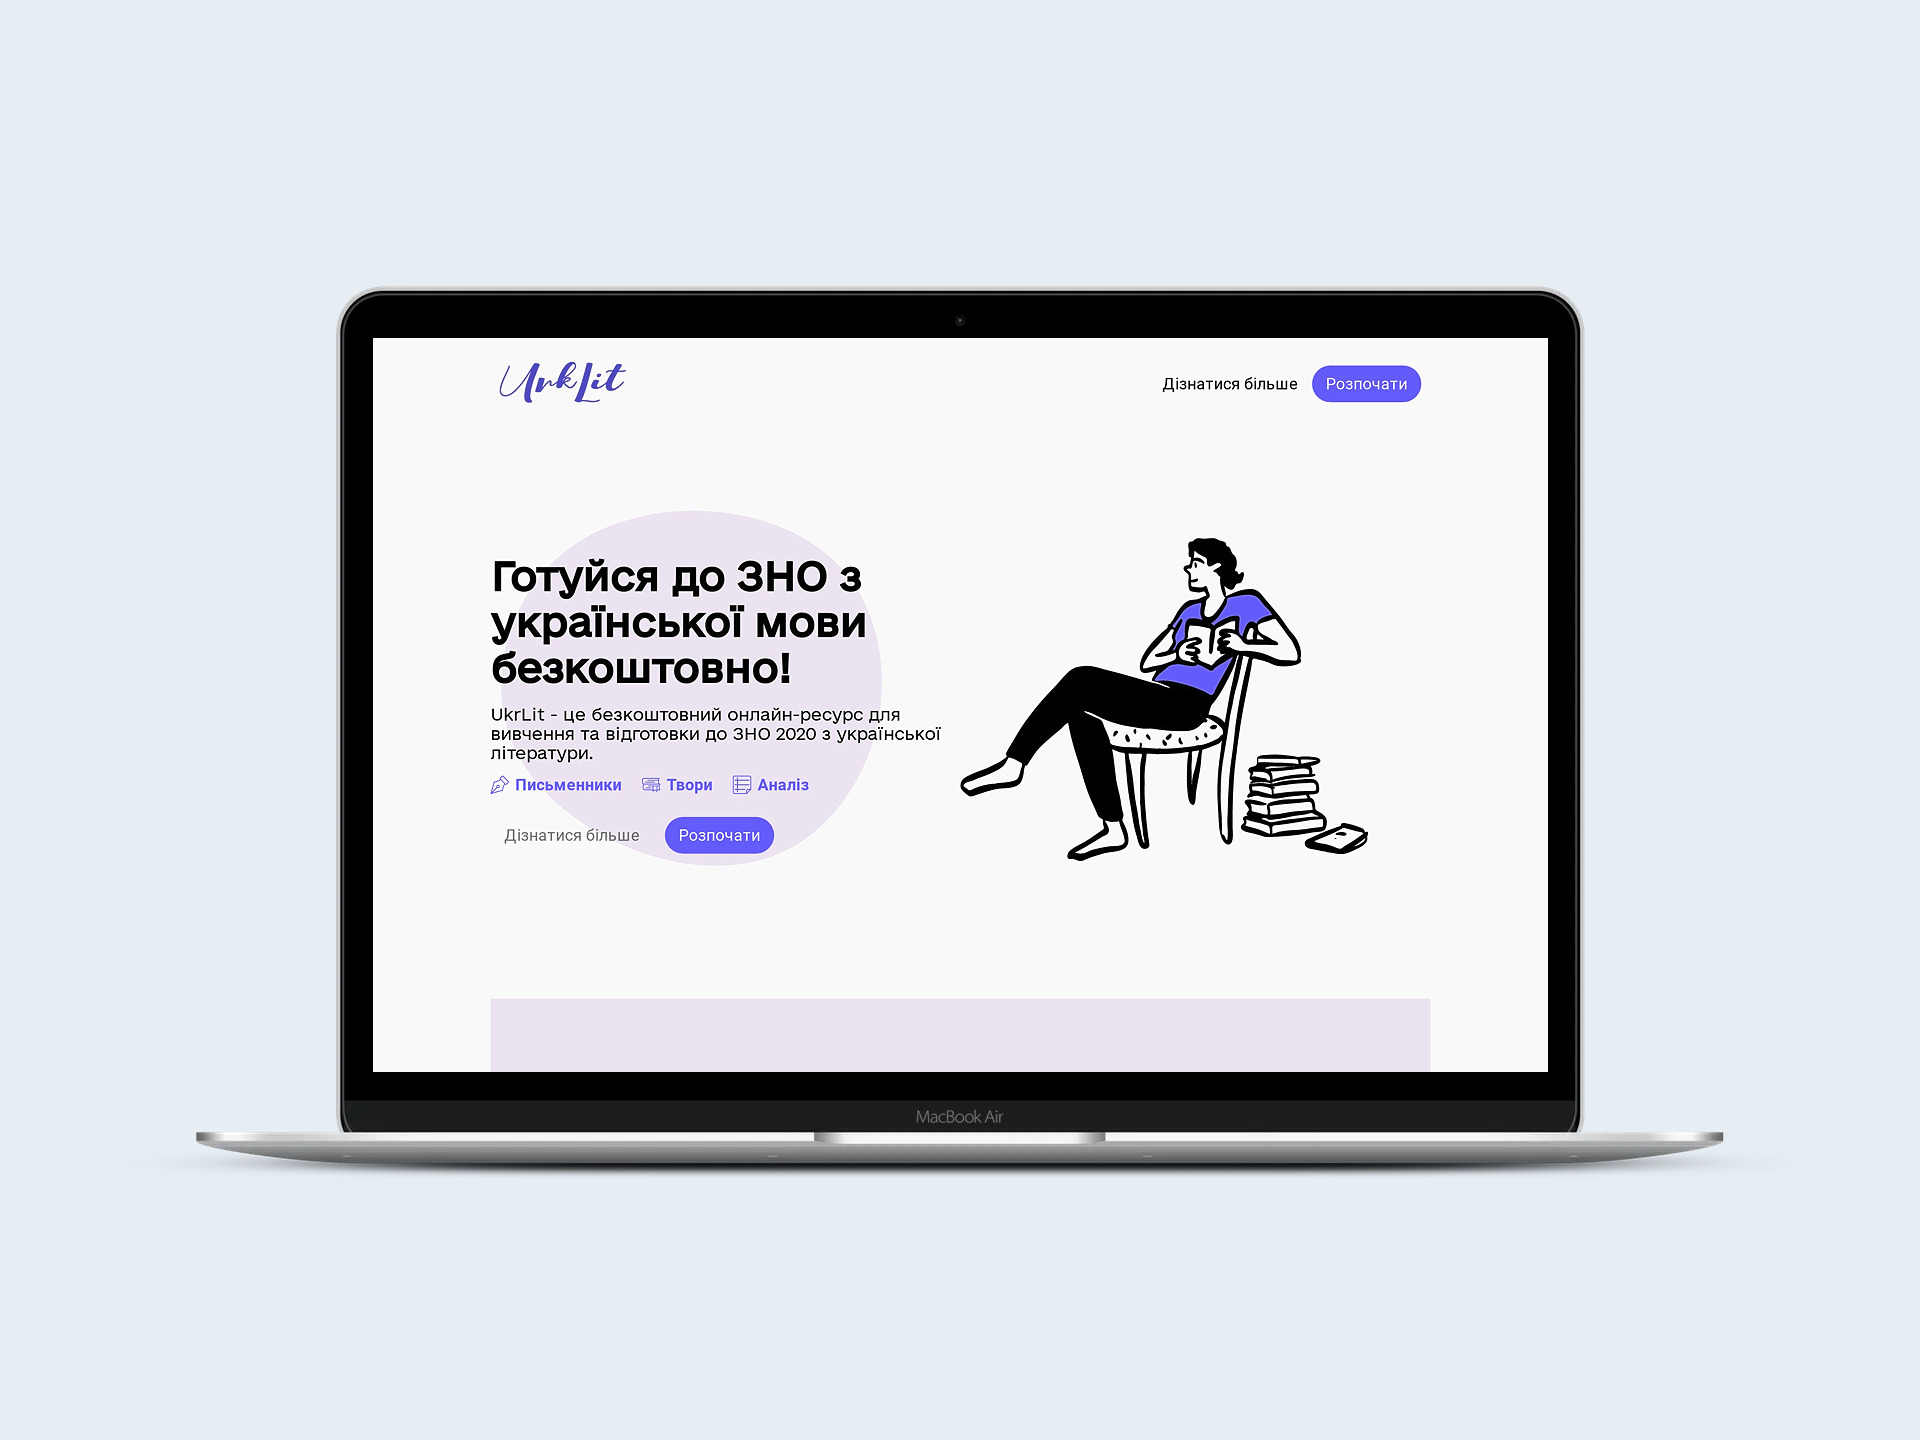 UrkLit
Дізнатися більше
Розпочати
Готуйся до ЗНО з
української мови
безкоштовно!
UkrLit - це безкоштовний онлайн-ресурс для
вивчення та відготовки до ЗНО 2020 з української
літератури.
Письменники Твори Аналіз
Дізнатися більше Розпочати
MacBook Air